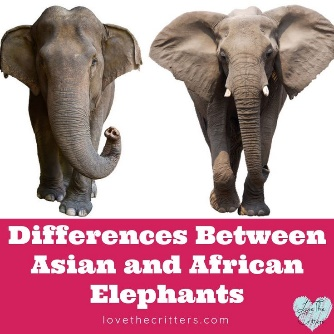 Differences Between
Asian and African
Elephants
lovethecritters.com